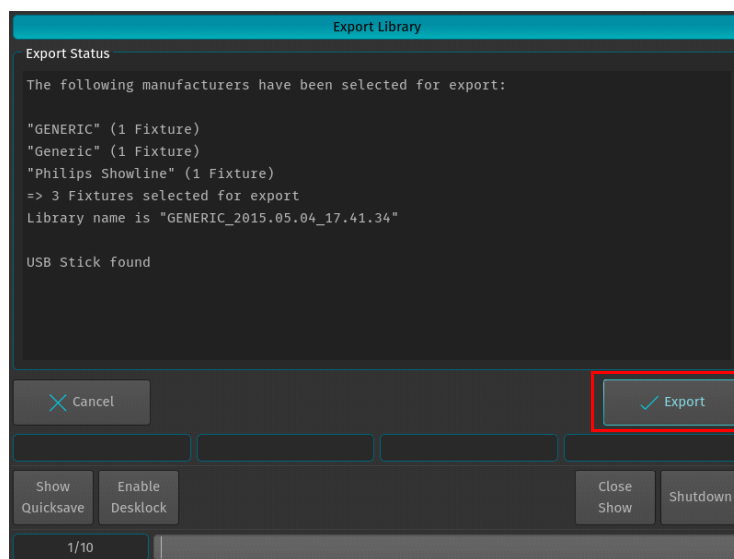 Export Library
Export Status
The following manufacturers have been selected for export:
"GENERIC" (1 Fixture)
"Generic" (1 Fixture)
"Philips Showline" (1 Fixture)
=> 3 Fixtures selected for export
Library name is "GENERIC_2015.05.04_17.41.34"
USB Stick found
Cancel
Export
Show Quicksave
Enable Desklock
Close Show
Shutdown
1/10